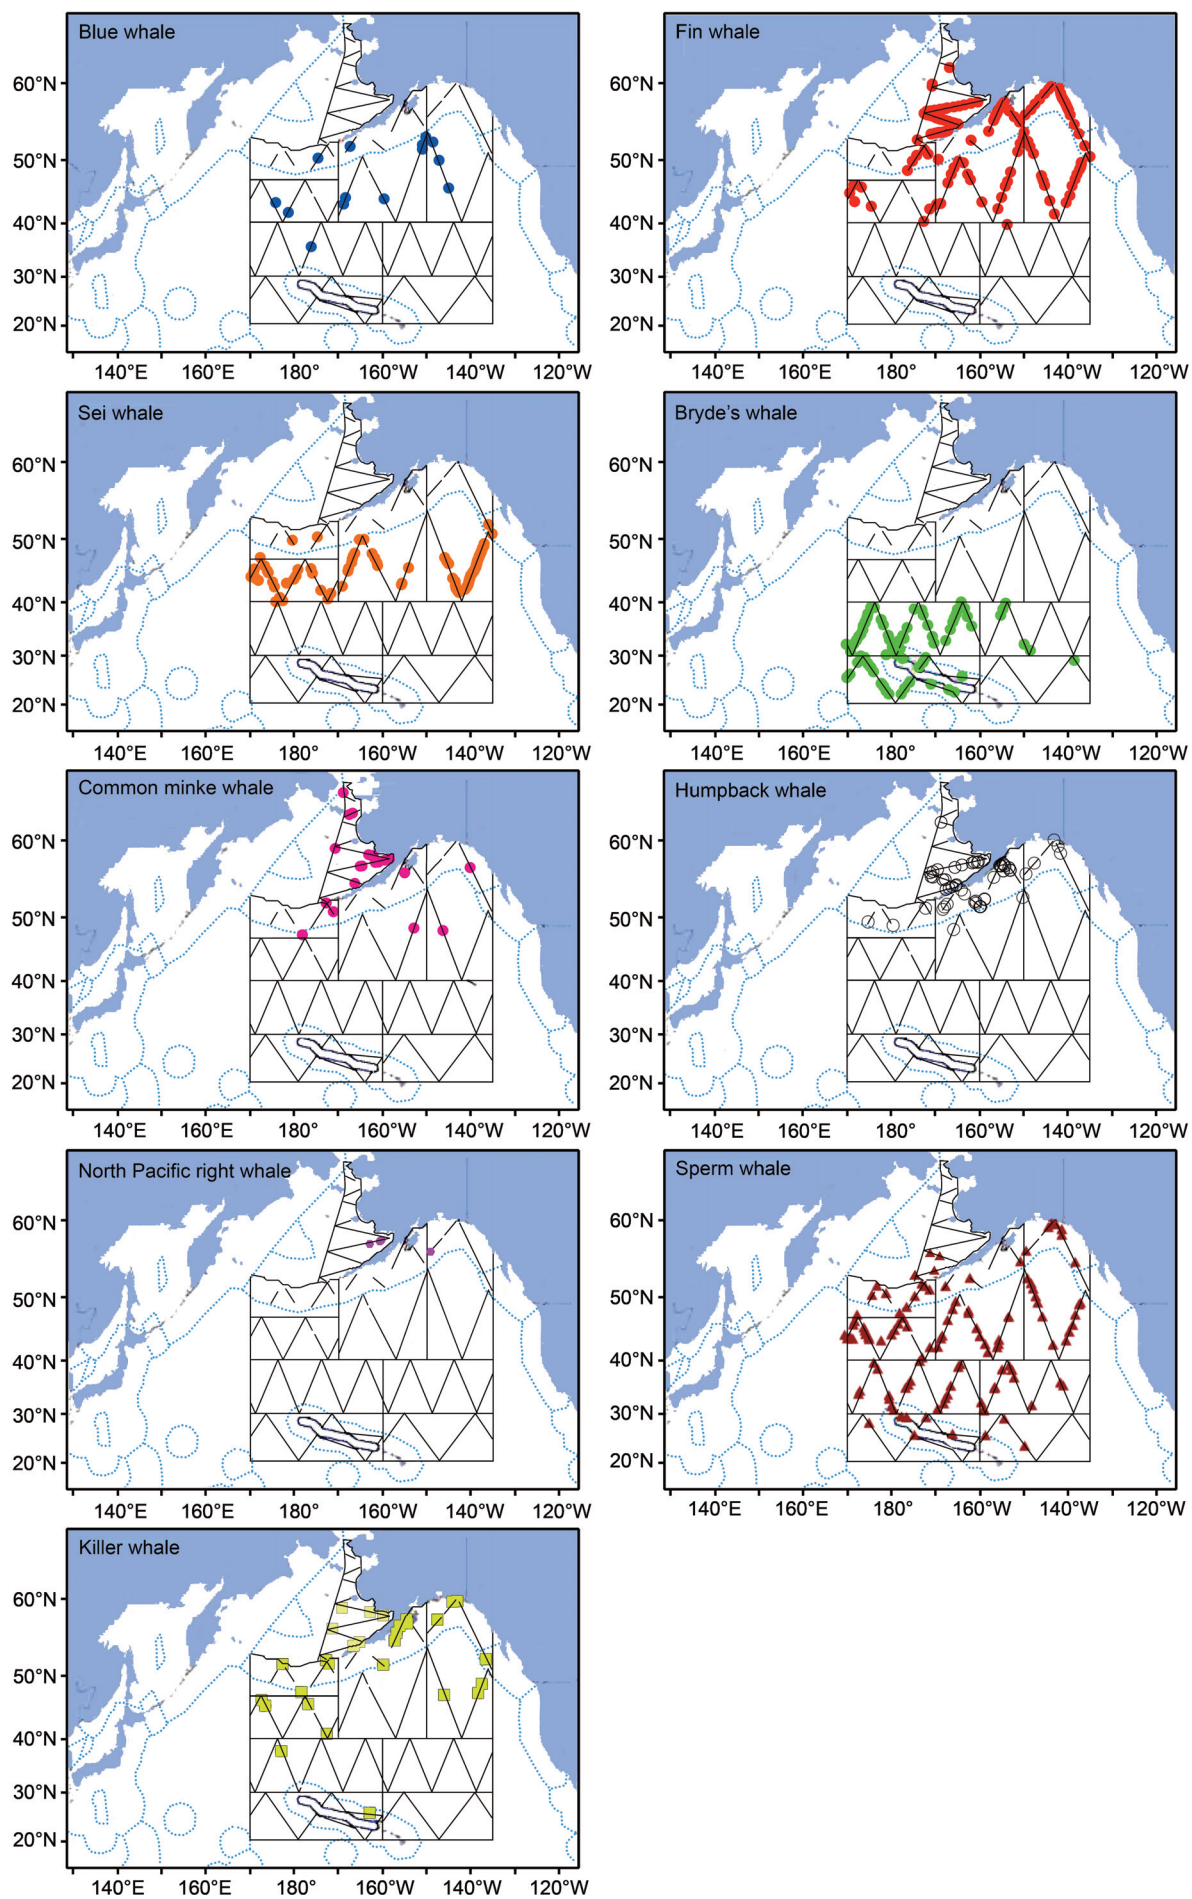 Blue whale
60°N
50°N
40°N
30°N
20°N
140°E 160°E 180° 160°W 140°W 120°W
Fin whale
60°N
50°N
40°N
30°N
20°N
140°E 160°E 180° 160°W 140°W 120°W
Sei whale
60°N
50°N
40°N
30°N
20°N
140°E 160°E 180° 160°W 140°W 120°W
Bryde's whale
60°N
50°N
40°N
30°N
20°N
140°E 160°E 180° 160°W 140°W 120°W
Common minke whale
60°N
50°N
40°N
30°N
20°N
140°E 160°E 180° 160°W 140°W 120°W
Humpback whale
60°N
50°N
40°N
30°N
20°N
140°E 160°E 180° 160°W 140°W 120°W
North Pacific right whale
60°N
50°N
40°N
30°N
20°N
140°E 160°E 180° 160°W 140°W 120°W
Sperm whale
60°N
50°N
40°N
30°N
20°N
140°E 160°E 180° 160°W 140°W 120°W
Killer whale
60°N
50°N
40°N
30°N
20°N
140°E 160°E 180° 160°W 140°W 120°W